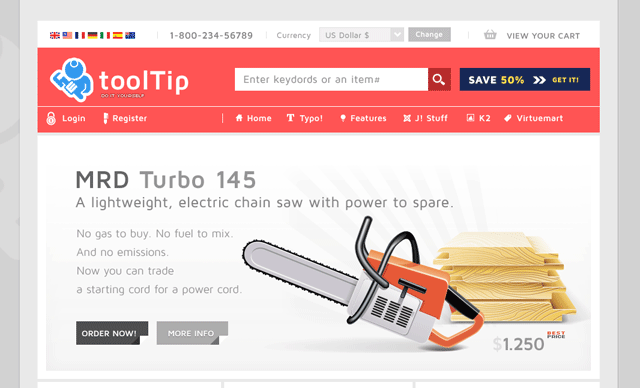 1-800-234-56789
Currency
US Dollar $
Change
VIEW YOUR CART
toolTip
DO IT. YOURSELF
Enter keydords or an item#
SAVE 50%
GET IT!
Login
Register
Home
Typo!
Features
J! Stuff
K2
Virtuemart
MRD Turbo 145
A lightweight, electric chain saw with power to spare.
No gas to buy. No fuel to mix.
And no emissions.
Now you can trade
a starting cord for a power cord.
ORDER NOW!
MORE INFO
$1.250
BEST
PRICE